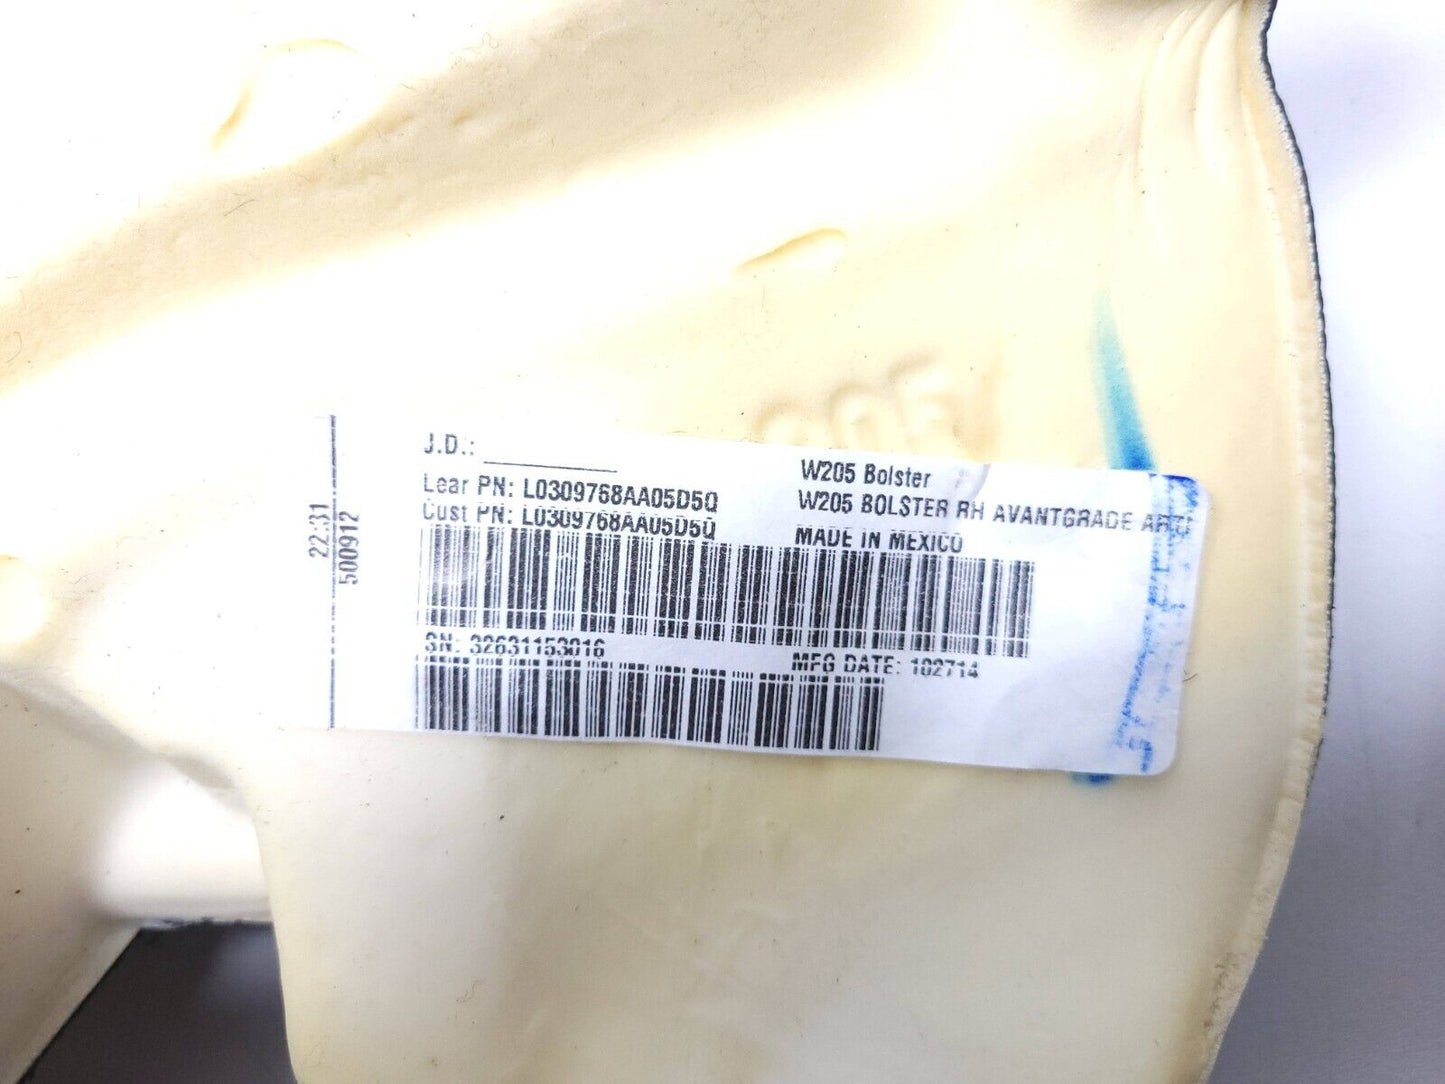 205
J.D.:
Lear PN: L0309768AA05D5Q
Cust PN: L0309768AA05D5Q
W205 Bolster
W205 BOLSTER RH AVANTGRADE
MADE IN MEXICO
SN: 32631153016
MFG DATE: 102714
22:31
500912